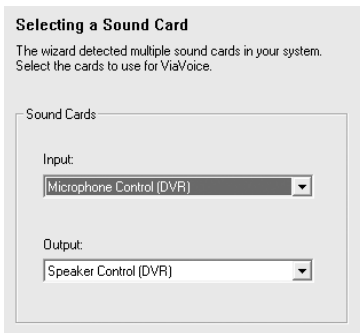 Selecting a Sound Card
The wizard detected multiple sound cards in your system.
Select the cards to use for ViaVoice.
Sound Cards
Input:
Microphone Control (DVR)
Output:
Speaker Control (DVR)